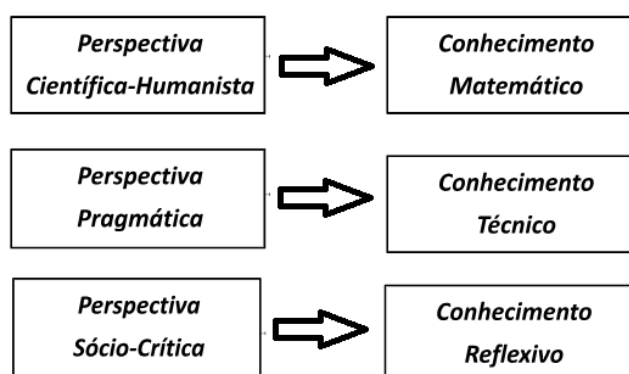 Perspectiva
Científica-Humanista
Conhecimento
Matemático
Perspectiva
Pragmática
Conhecimento
Técnico
Perspectiva
Sócio-Crítica
Conhecimento
Reflexivo